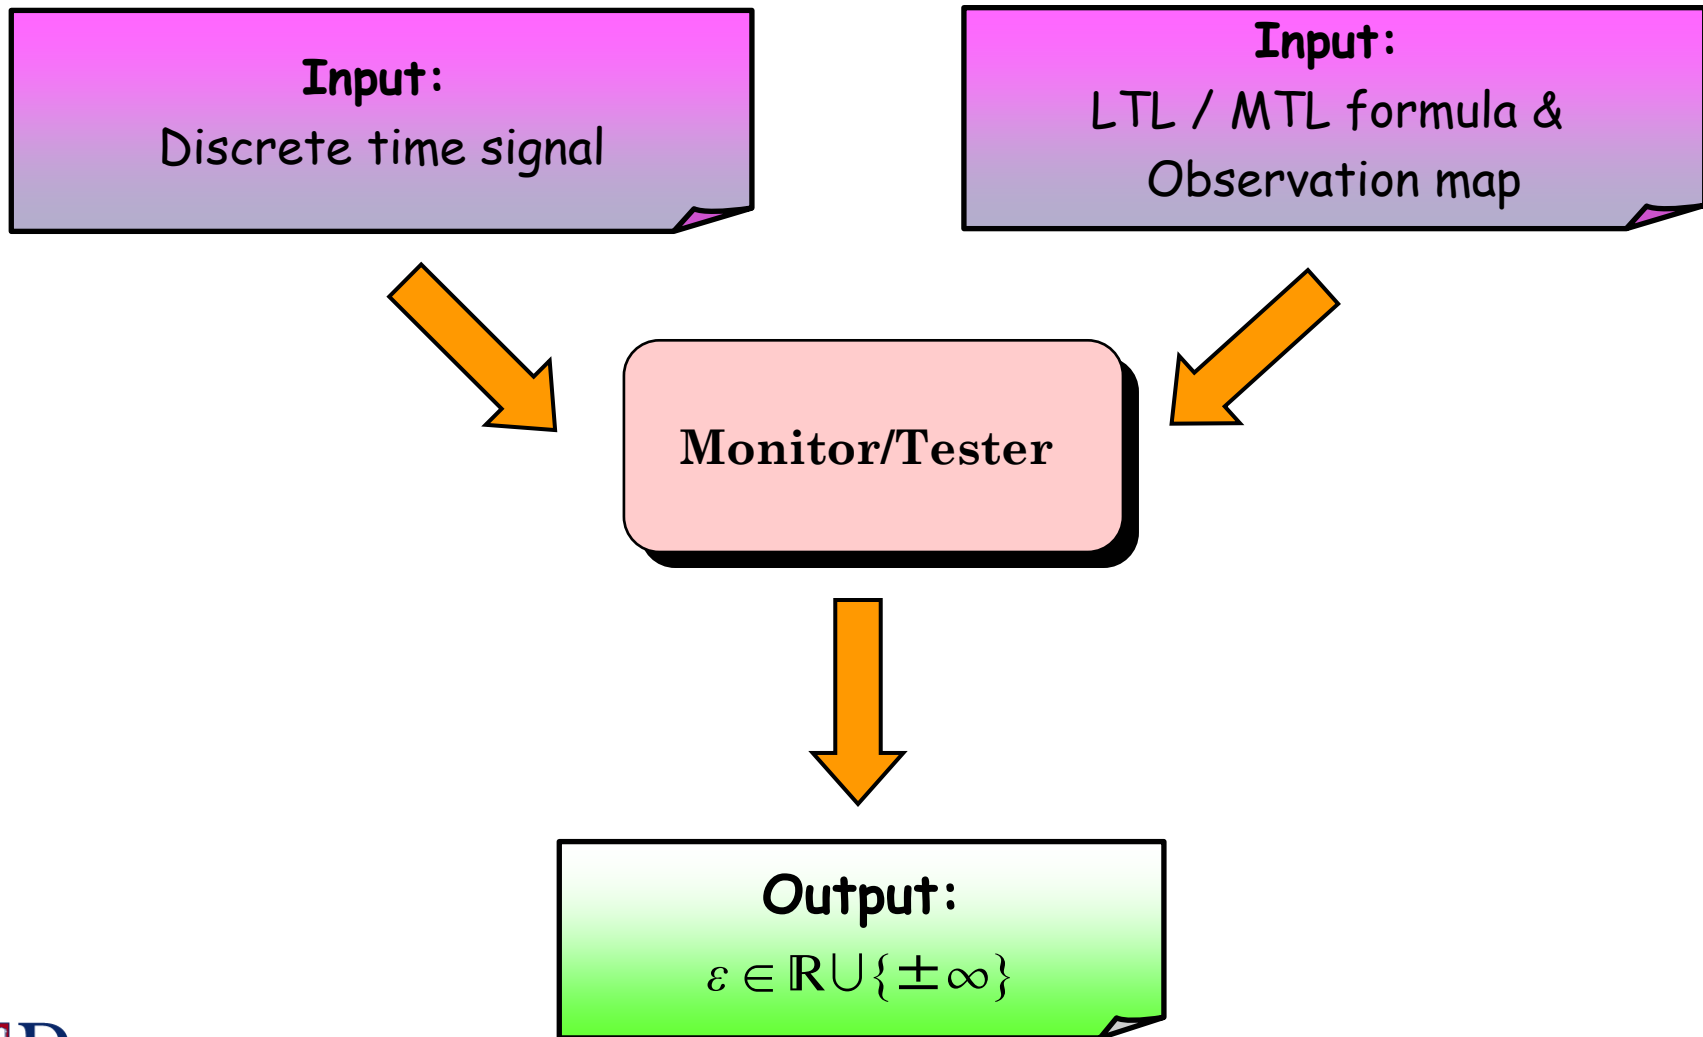 Input:
Discrete time signal
Input:
LTL / MTL formula &
Observation map
Monitor/Tester
Output:
ε ∈ ℝ∪{±∞}